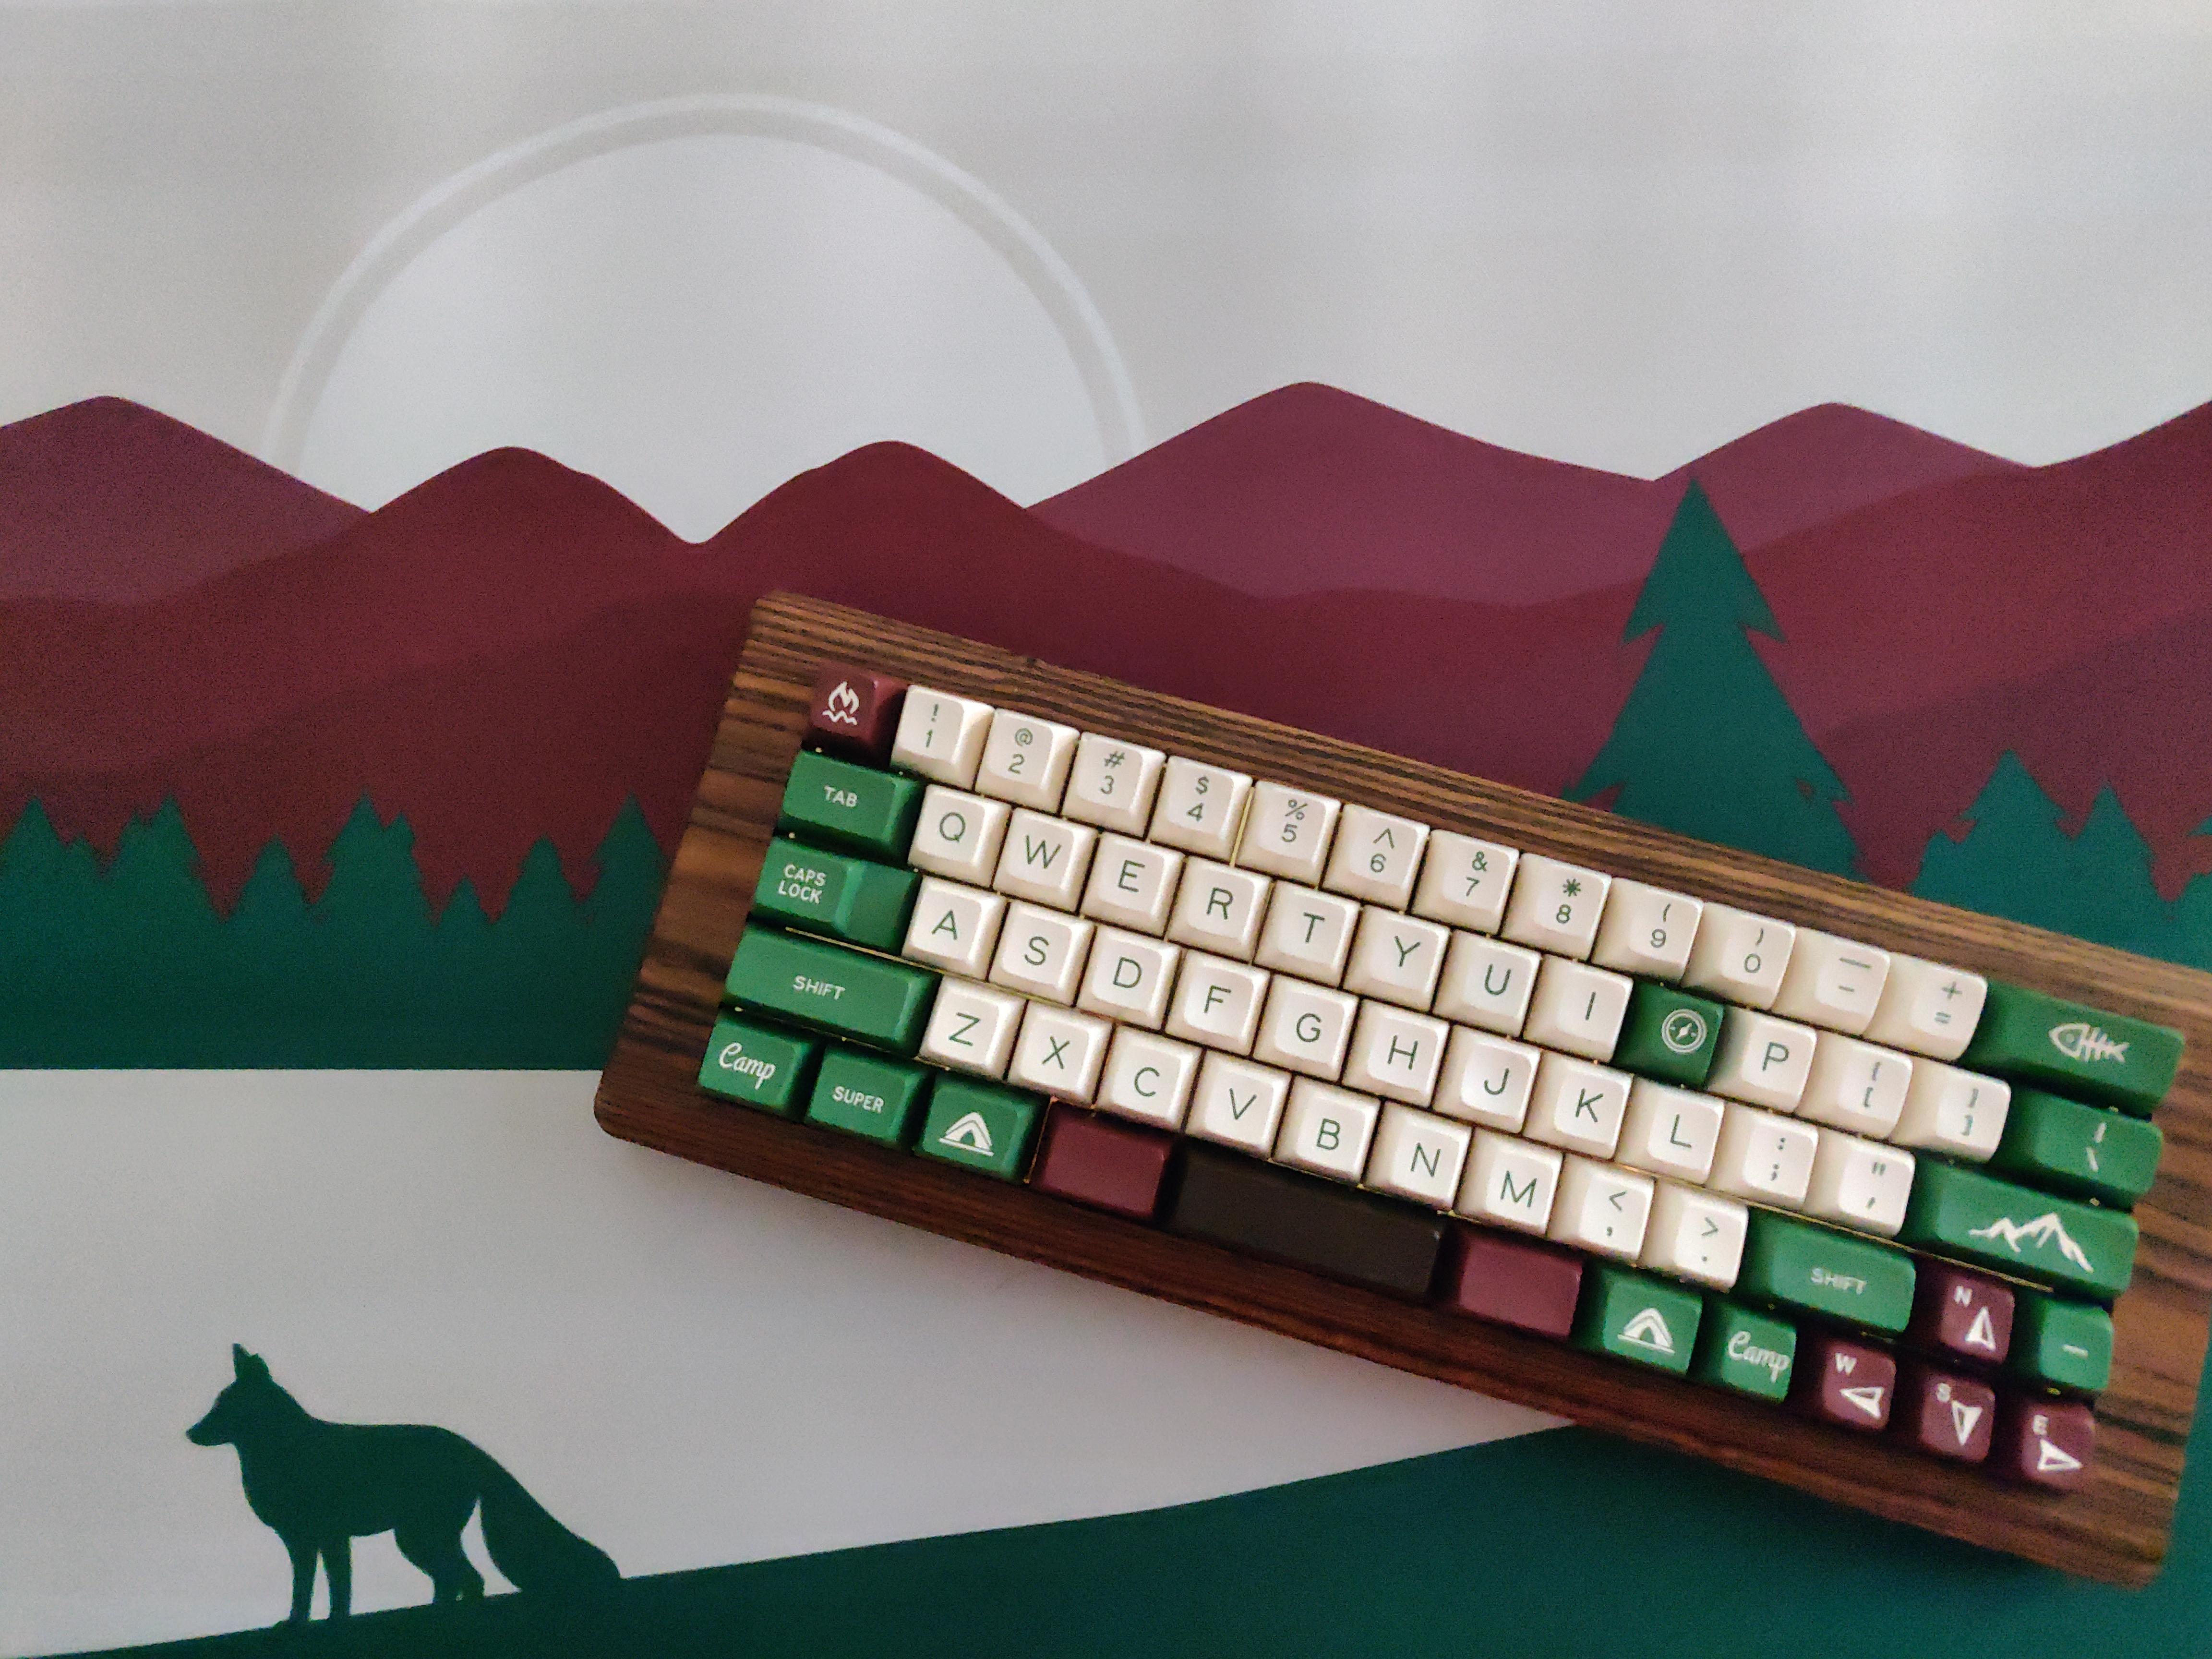 ! @ # $ % ^ & * ( ) — +
1 2 3 4 5 6 7 8 9 0 - =
TAB Q W E R T Y U I P { } |
[ ] \
CAPS
LOCK
A S D F G H J K L : "
; '
SHIFT Z X C V B N M < > SHIFT N —
, .
Camp SUPER Camp W S E